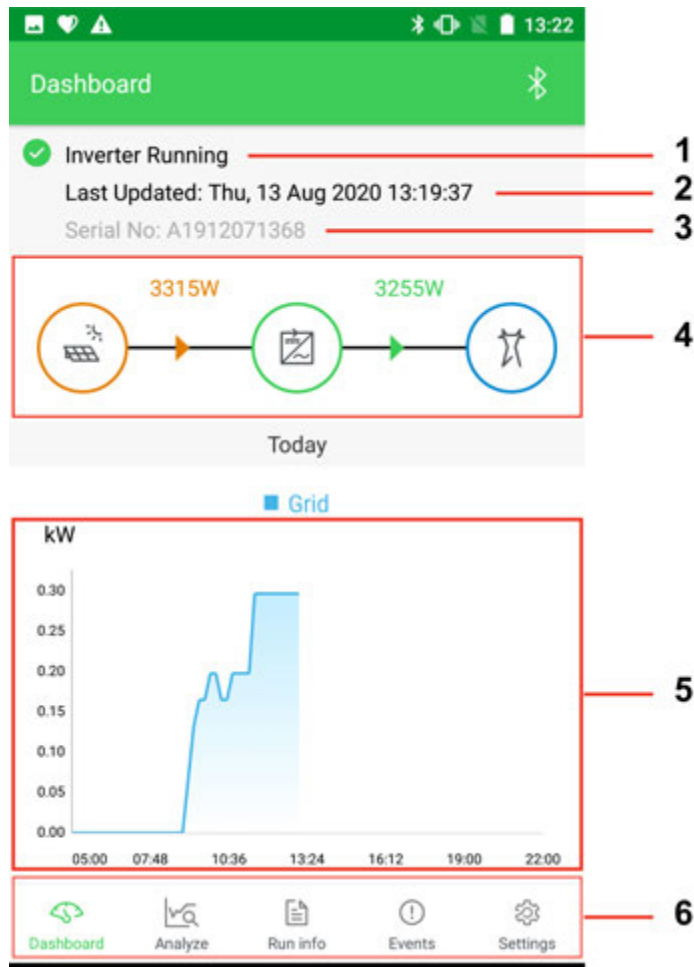 13:22
Dashboard
Inverter Running
1
Last Updated: Thu, 13 Aug 2020 13:19:37
2
Serial No: A1912071368
3
3315W
3255W
4
Today
Grid
kW
0.30
0.25
0.20
0.15
0.10
0.05
0.00
05:00 07:48 10:36 13:24 16:12 19:00 22:00
5
Dashboard Analyze Run info Events Settings
6